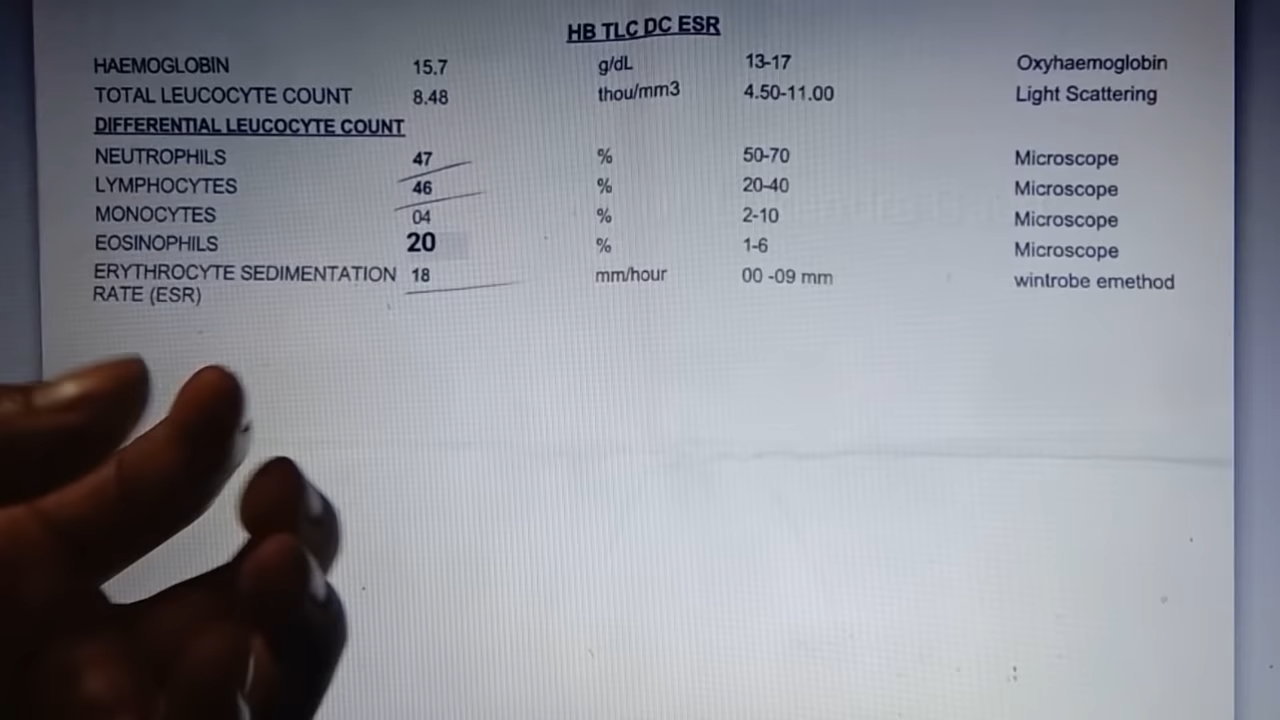 HB TLC DC ESR
HAEMOGLOBIN 15.7 g/dL 13-17 Oxyhaemoglobin
TOTAL LEUCOCYTE COUNT 8.48 thou/mm3 4.50-11.00 Light Scattering
DIFFERENTIAL LEUCOCYTE COUNT
NEUTROPHILS 47 % 50-70 Microscope
LYMPHOCYTES 46 % 20-40 Microscope
MONOCYTES 04 % 2-10 Microscope
EOSINOPHILS 20 % 1-6 Microscope
ERYTHROCYTE SEDIMENTATION 18 mm/hour 00 -09 mm wintrobe emethod
RATE (ESR)